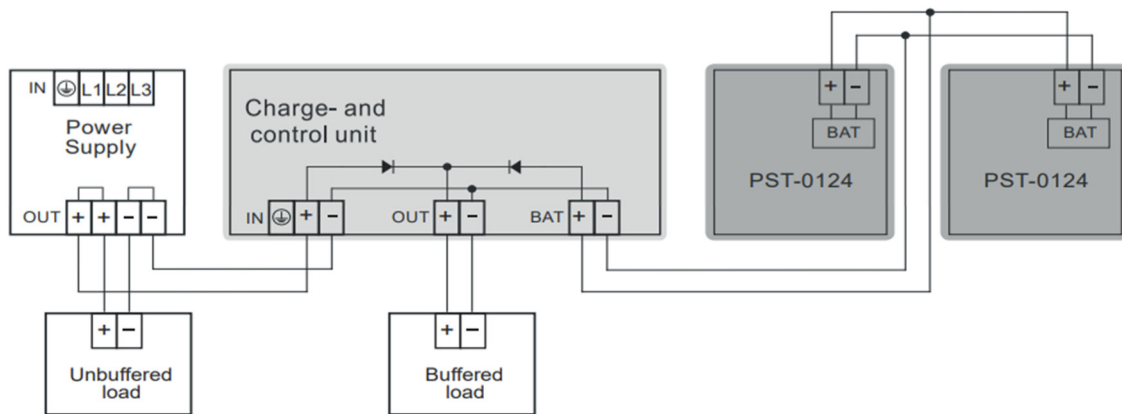 IN L1 L2 L3
Power
Supply
OUT + + − −
+ −
Unbuffered
load
Charge- and
control unit
IN + −
OUT + −
BAT + −
+ −
Buffered
load
+ −
BAT
PST-0124
+ −
BAT
PST-0124